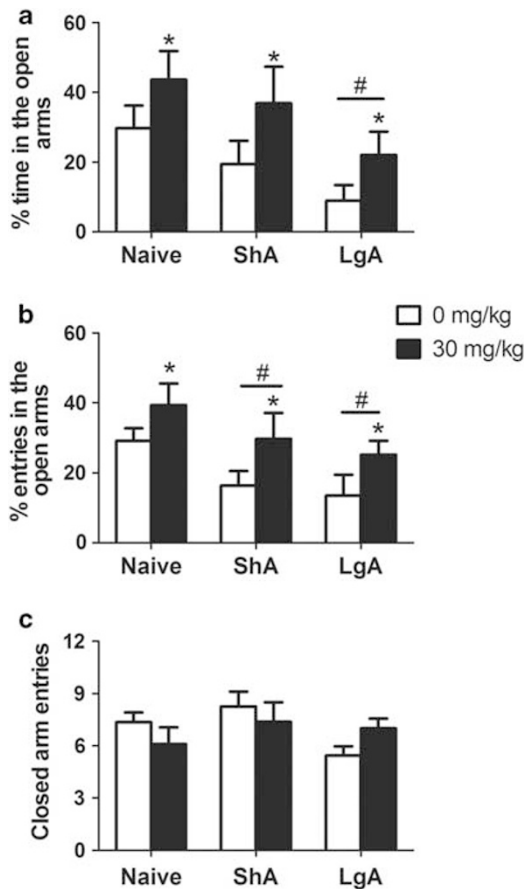 a
% time in the open
arms
60
40
20
0
*
*
#
*
Naive ShA LgA
b
% entries in the
open arms
60
40
20
0
*
#
*
#
*
Naive ShA LgA
0 mg/kg
30 mg/kg
c
Closed arm entries
12
9
6
3
0
Naive ShA LgA